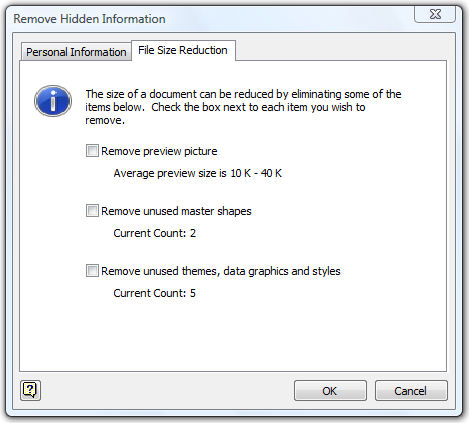 Remove Hidden Information
Personal Information
File Size Reduction
The size of a document can be reduced by eliminating some of the
items below.  Check the box next to each item you wish to
remove.
Remove preview picture
Average preview size is 10 K - 40 K
Remove unused master shapes
Current Count: 2
Remove unused themes, data graphics and styles
Current Count: 5
?
OK
Cancel